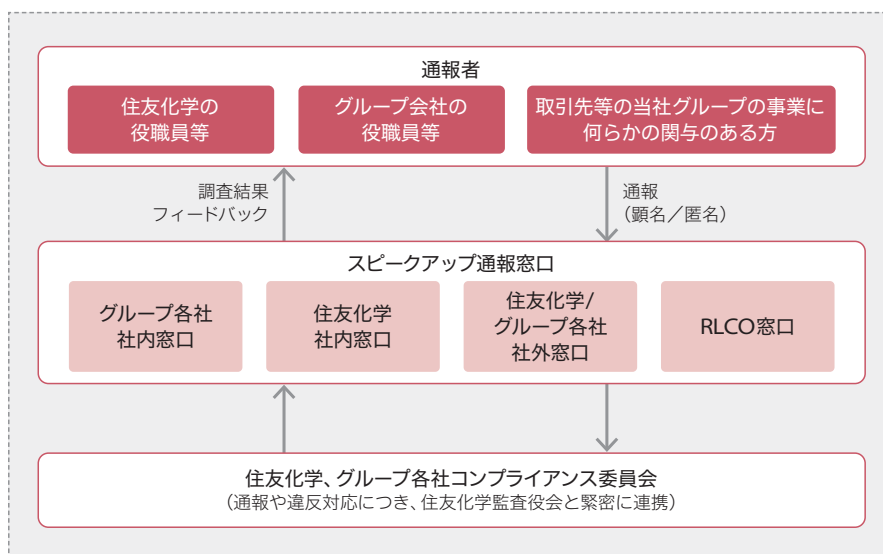 通報者
住友化学の
役職員等
グループ会社の
役職員等
取引先等の当社グループの事業に
何らかの関与のある方
調査結果
フィードバック
通報
（顕名／匿名）
スピークアップ通報窓口
グループ各社
社内窓口
住友化学
社内窓口
住友化学/
グループ各社
社外窓口
RLCO窓口
住友化学、グループ各社コンプライアンス委員会
（通報や違反対応につき、住友化学監査役会と緊密に連携）